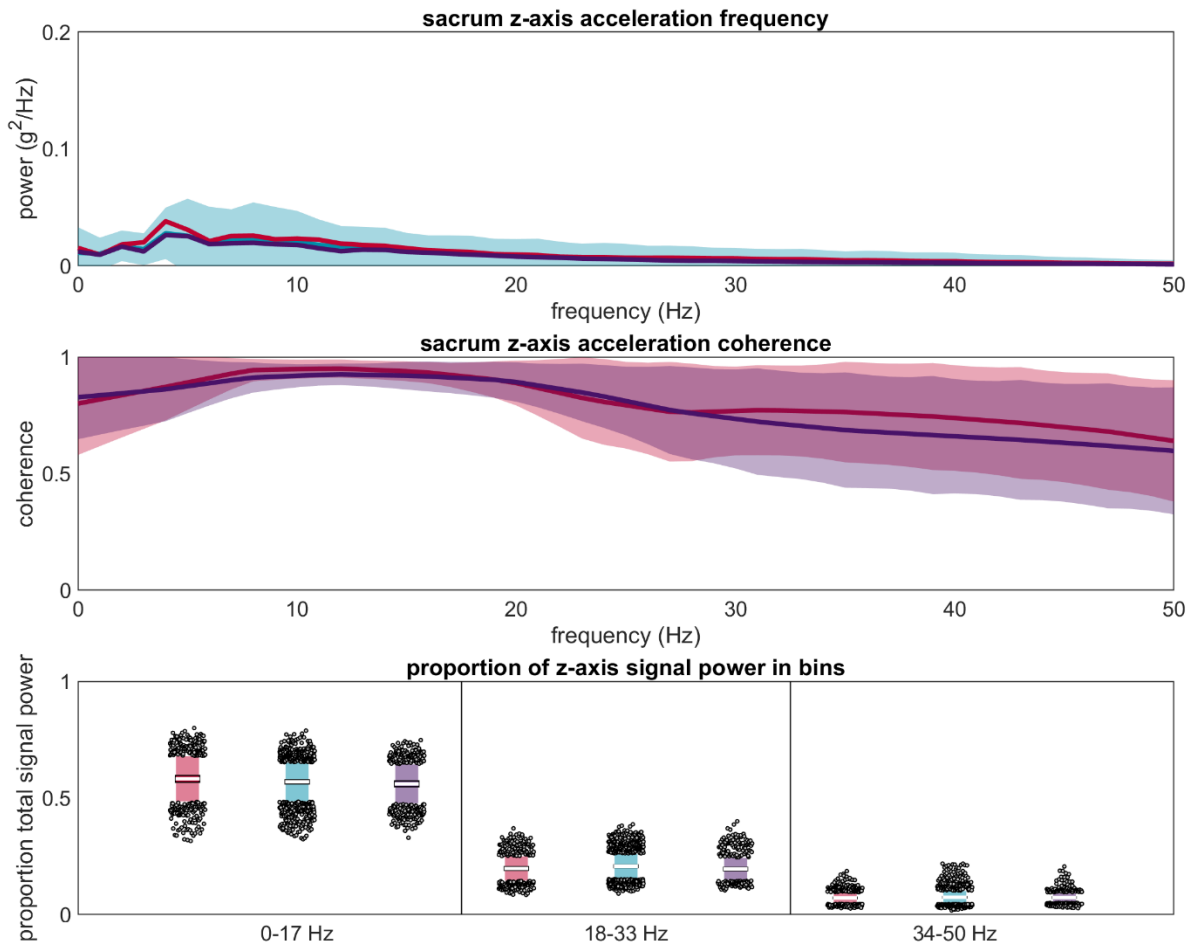 sacrum z-axis acceleration frequency
0.2
0.1
0
power (g²/Hz)
0 10 20 30 40 50
frequency (Hz)
sacrum z-axis acceleration coherence
1
0.5
0
coherence
0 10 20 30 40 50
frequency (Hz)
proportion of z-axis signal power in bins
1
0.5
0
proportion total signal power
0-17 Hz 18-33 Hz 34-50 Hz